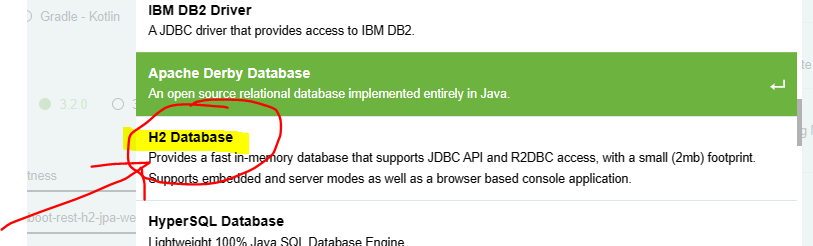 IBM DB2 Driver
Gradle - Kotlin
A JDBC driver that provides access to IBM DB2.
Apache Derby Database
An open source relational database implemented entirely in Java.
3.2.0
H2 Database
Provides a fast in-memory database that supports JDBC API and R2DBC access, with a small (2mb) footprint.
tness
Supports embedded and server modes as well as a browser based console application.
boot-rest-h2-jpa-we
HyperSQL Database
Lightweight 100% Java SQL Database Engine.